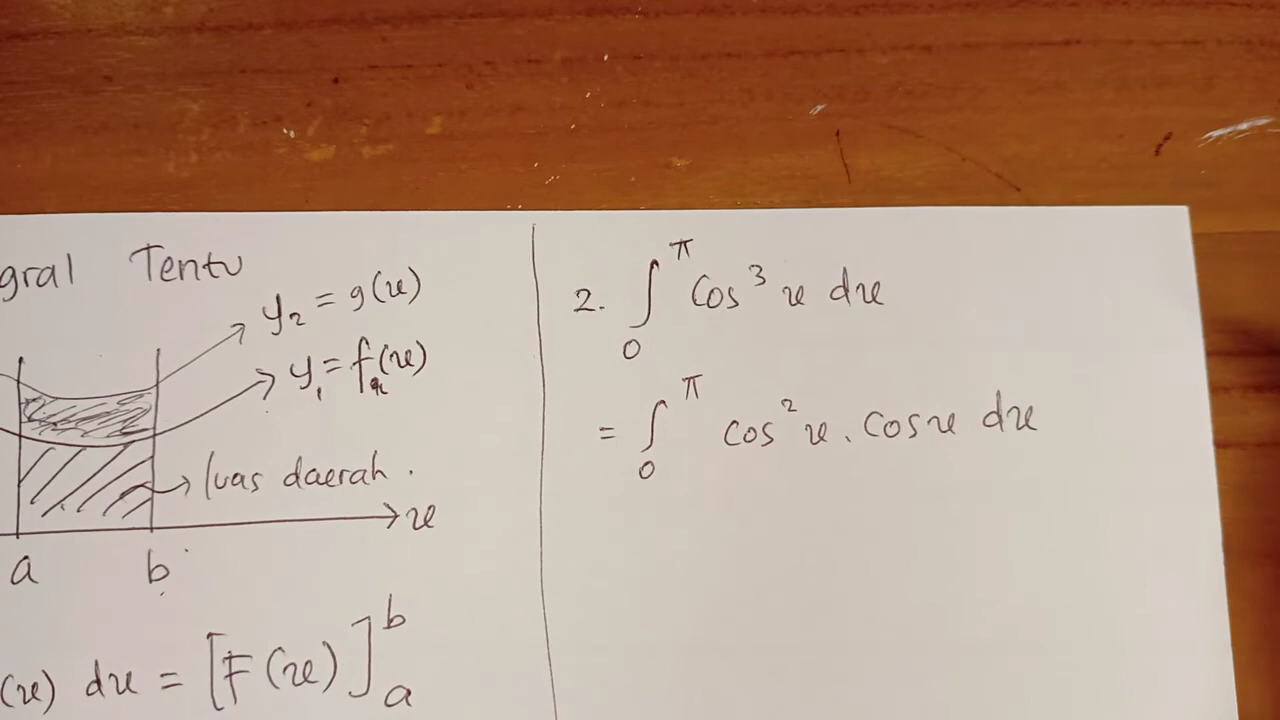 gral Tentu
y₂ = g(x)
y₁ = f(x)
luas daerah.
x
a b
(x) dx = [F(x)]ₐᵇ
2. ∫₀^π Cos³ x dx
= ∫₀^π cos² x . cos x dx